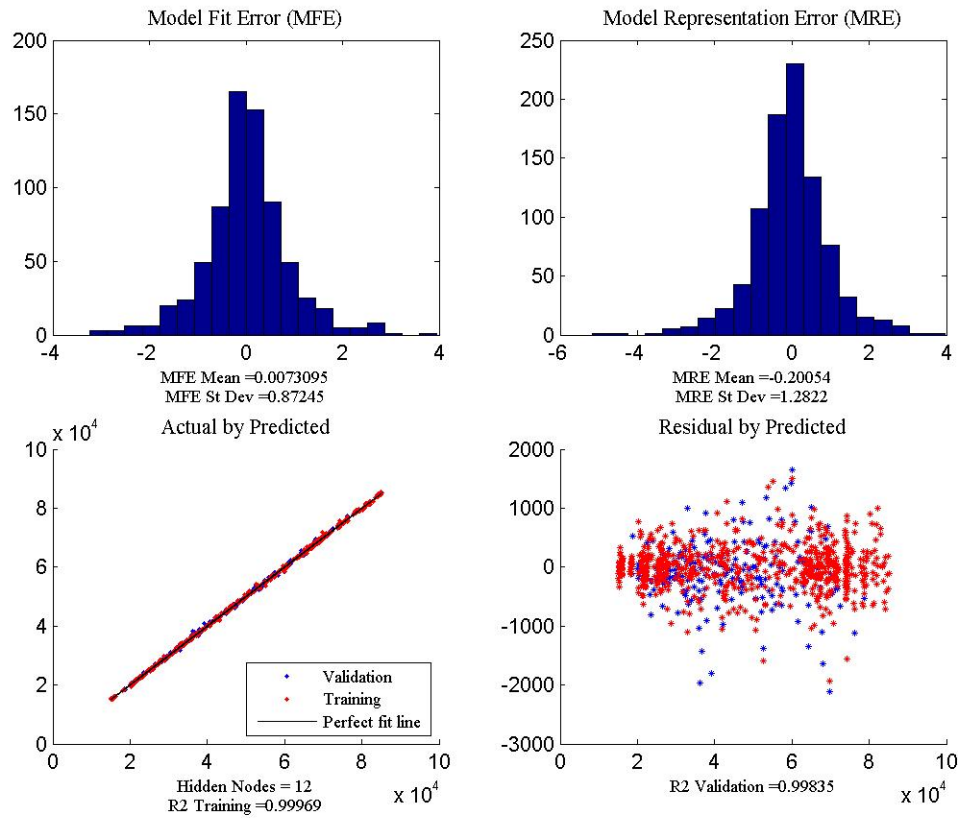 Model Fit Error (MFE)
200
150
100
50
0
-4
-2
0
2
4
MFE Mean =0.0073095
MFE St Dev =0.87245
Model Representation Error (MRE)
250
200
150
100
50
0
-6
-4
-2
0
2
4
MRE Mean =-0.20054
MRE St Dev =1.2822
x 10^4
Actual by Predicted
10
8
6
4
2
0
0
2
4
6
8
10
x 10^4
Validation
Training
Perfect fit line
Hidden Nodes = 12
R2 Training =0.99969
Residual by Predicted
2000
1000
0
-1000
-2000
-3000
0
2
4
6
8
10
x 10^4
R2 Validation =0.99835